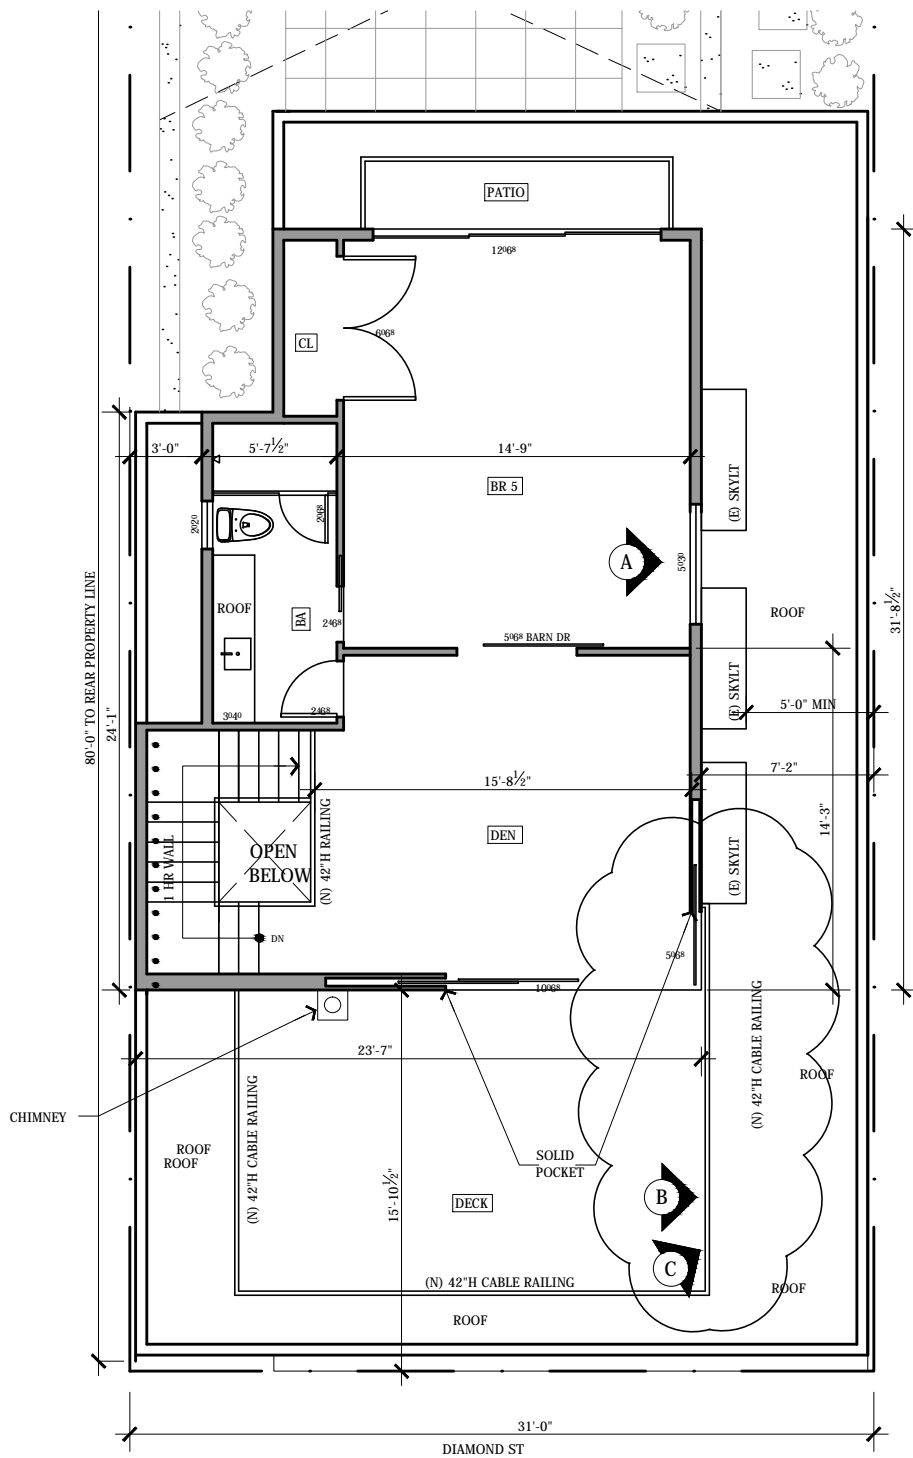 PATIO
12⁰6⁸
6⁰6⁸
CL
3'-0"
5'-7½"
14'-9"
BR 5
(E) SKYLT
2⁰2⁰
2⁰6⁸
A
5⁰3⁰
ROOF
BA
2⁴6⁸
ROOF
31'-8½"
5⁰6⁸ BARN DR
80'-0" TO REAR PROPERTY LINE
24'-1"
(E) SKYLT
2⁴6⁸
3⁰4⁰
5'-0" MIN
7'-2"
15'-8½"
14'-3"
DEN
1 HR WALL
OPEN
BELOW
(N) 42"H RAILING
(E) SKYLT
DN
5⁰6⁸
10⁰6⁸
23'-7"
(N) 42"H CABLE RAILING
ROOF
CHIMNEY
(N) 42"H CABLE RAILING
ROOF
ROOF
SOLID
POCKET
15'-10½"
DECK
B
C
(N) 42"H CABLE RAILING
ROOF
ROOF
31'-0"
DIAMOND ST